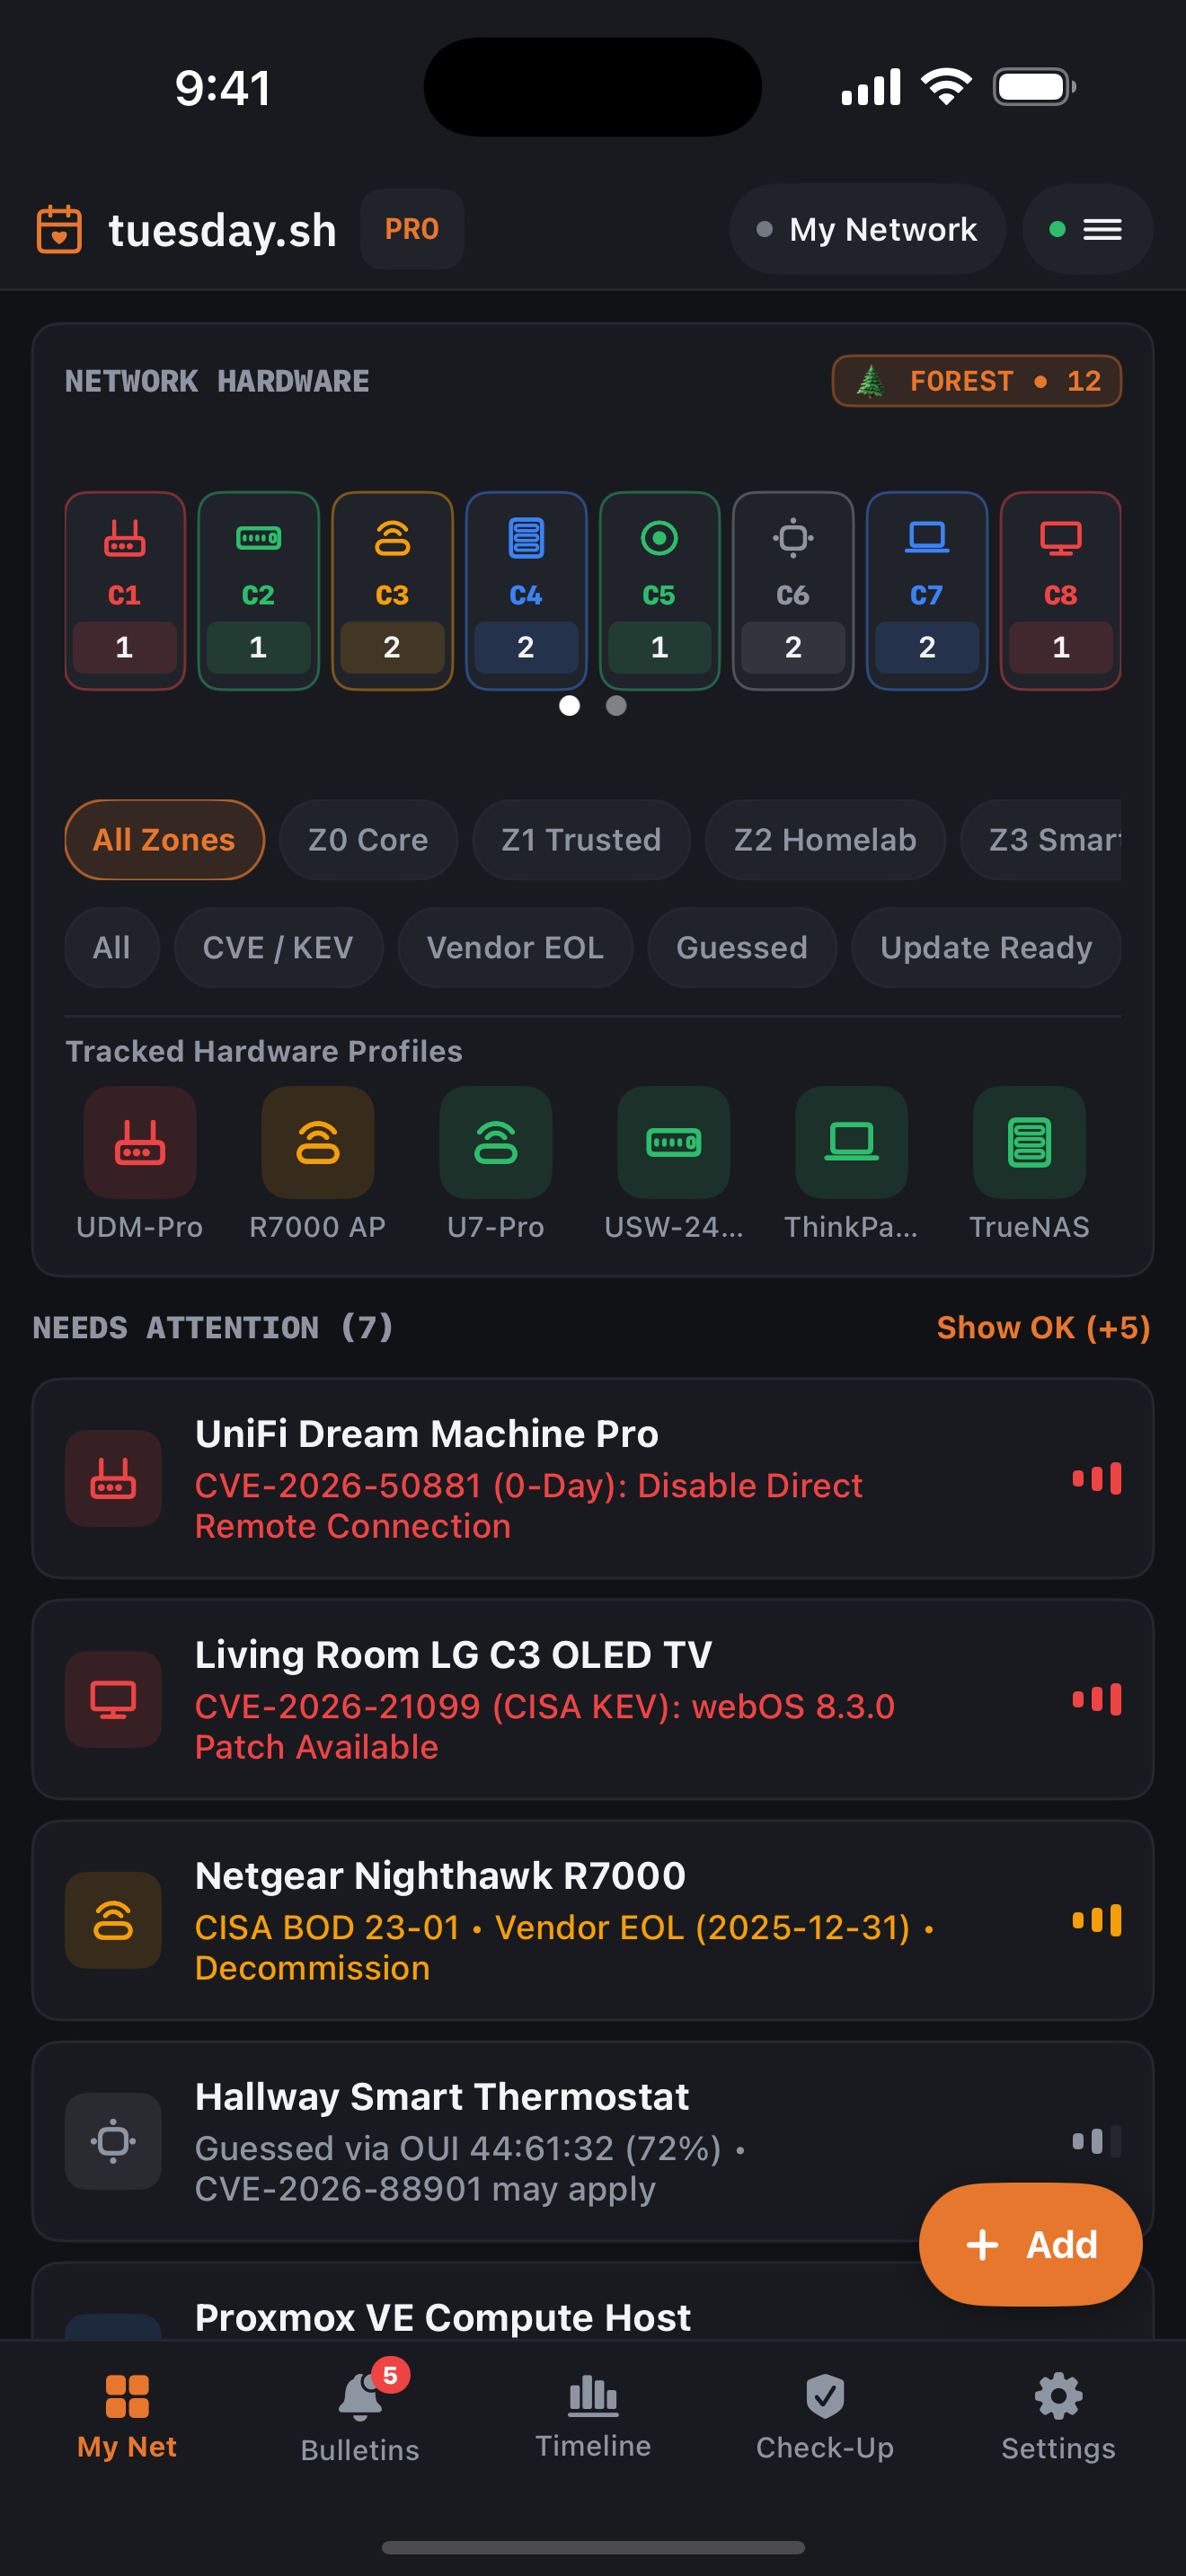 9:41
tuesday.sh PRO My Network
NETWORK HARDWARE FOREST • 12
C1 C2 C3 C4 C5 C6 C7 C8
1 1 2 2 1 2 2 1
All Zones Z0 Core Z1 Trusted Z2 Homelab Z3 Smar
All CVE / KEV Vendor EOL Guessed Update Ready
Tracked Hardware Profiles
UDM-Pro R7000 AP U7-Pro USW-24... ThinkPa... TrueNAS
NEEDS ATTENTION (7) Show OK (+5)
UniFi Dream Machine Pro
CVE-2026-50881 (0-Day): Disable Direct
Remote Connection
Living Room LG C3 OLED TV
CVE-2026-21099 (CISA KEV): webOS 8.3.0
Patch Available
Netgear Nighthawk R7000
CISA BOD 23-01 • Vendor EOL (2025-12-31) •
Decommission
Hallway Smart Thermostat
Guessed via OUI 44:61:32 (72%) •
CVE-2026-88901 may apply
+ Add
Proxmox VE Compute Host
5
My Net Bulletins Timeline Check-Up Settings